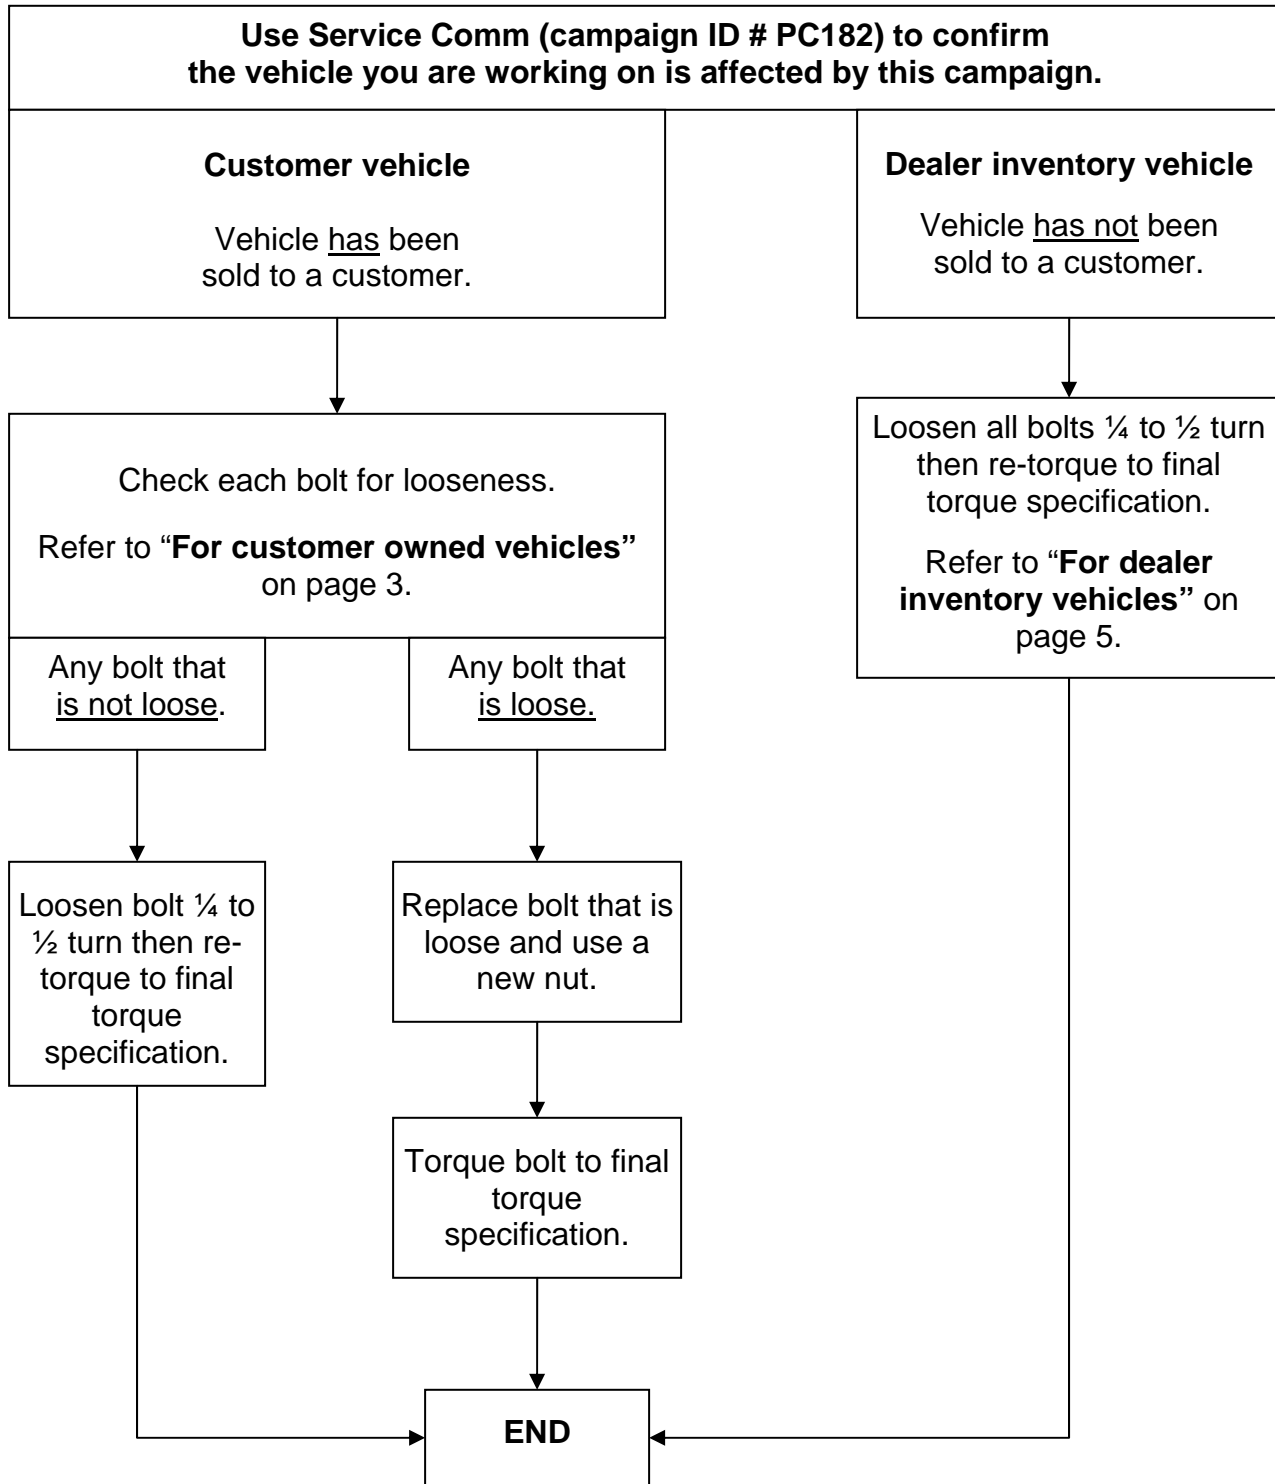 Use Service Comm (campaign ID # PC182) to confirm
the vehicle you are working on is affected by this campaign.
Customer vehicle
Vehicle has been
sold to a customer.
Dealer inventory vehicle
Vehicle has not been
sold to a customer.
Check each bolt for looseness.
Refer to “For customer owned vehicles”
on page 3.
Loosen all bolts ¼ to ½ turn
then re-torque to final
torque specification.
Refer to “For dealer
inventory vehicles” on
page 5.
Any bolt that
is not loose.
Any bolt that
is loose.
Loosen bolt ¼ to
½ turn then re-
torque to final
torque
specification.
Replace bolt that is
loose and use a
new nut.
Torque bolt to final
torque
specification.
END